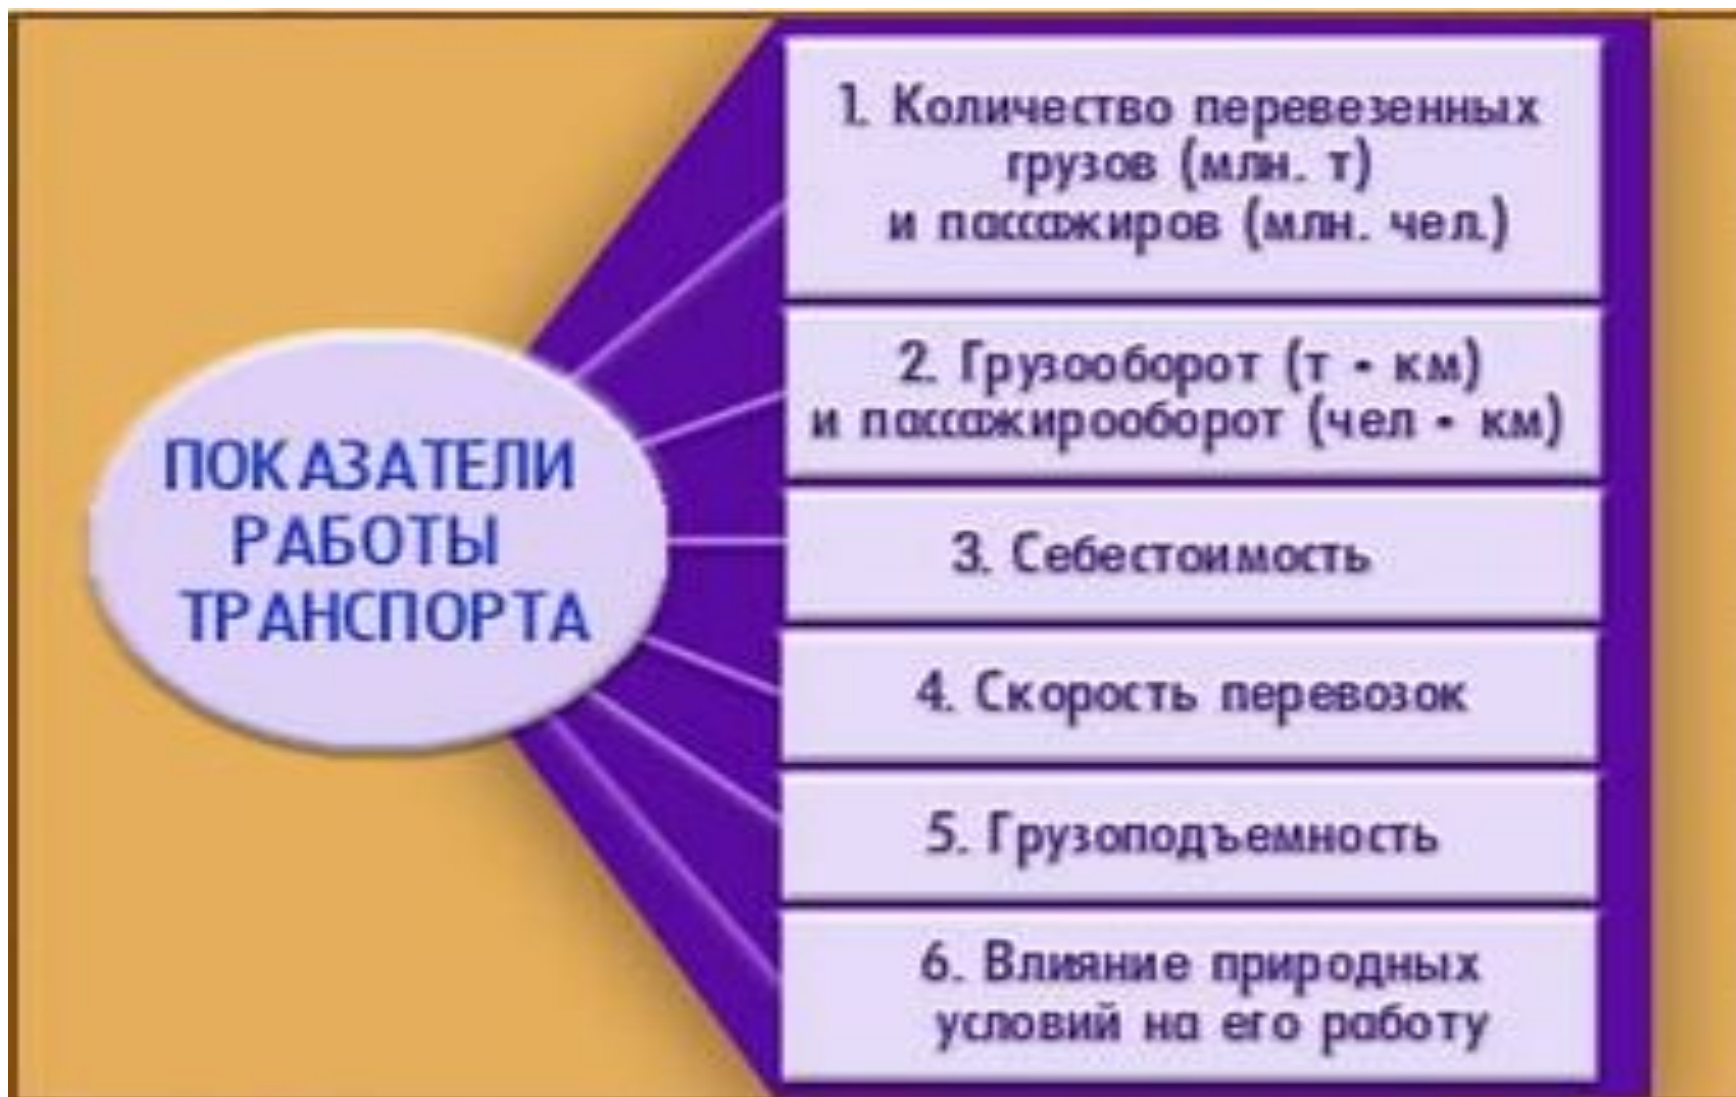 ПОКАЗАТЕЛИ
РАБОТЫ
ТРАНСПОРТА
1. Количество перевезенных
грузов (млн. т)
и пассажиров (млн. чел.)
2. Грузооборот (т - км)
и пассажирооборот (чел - км)
3. Себестоимость
4. Скорость перевозок
5. Грузоподъемность
6. Влияние природных
условий на его работу